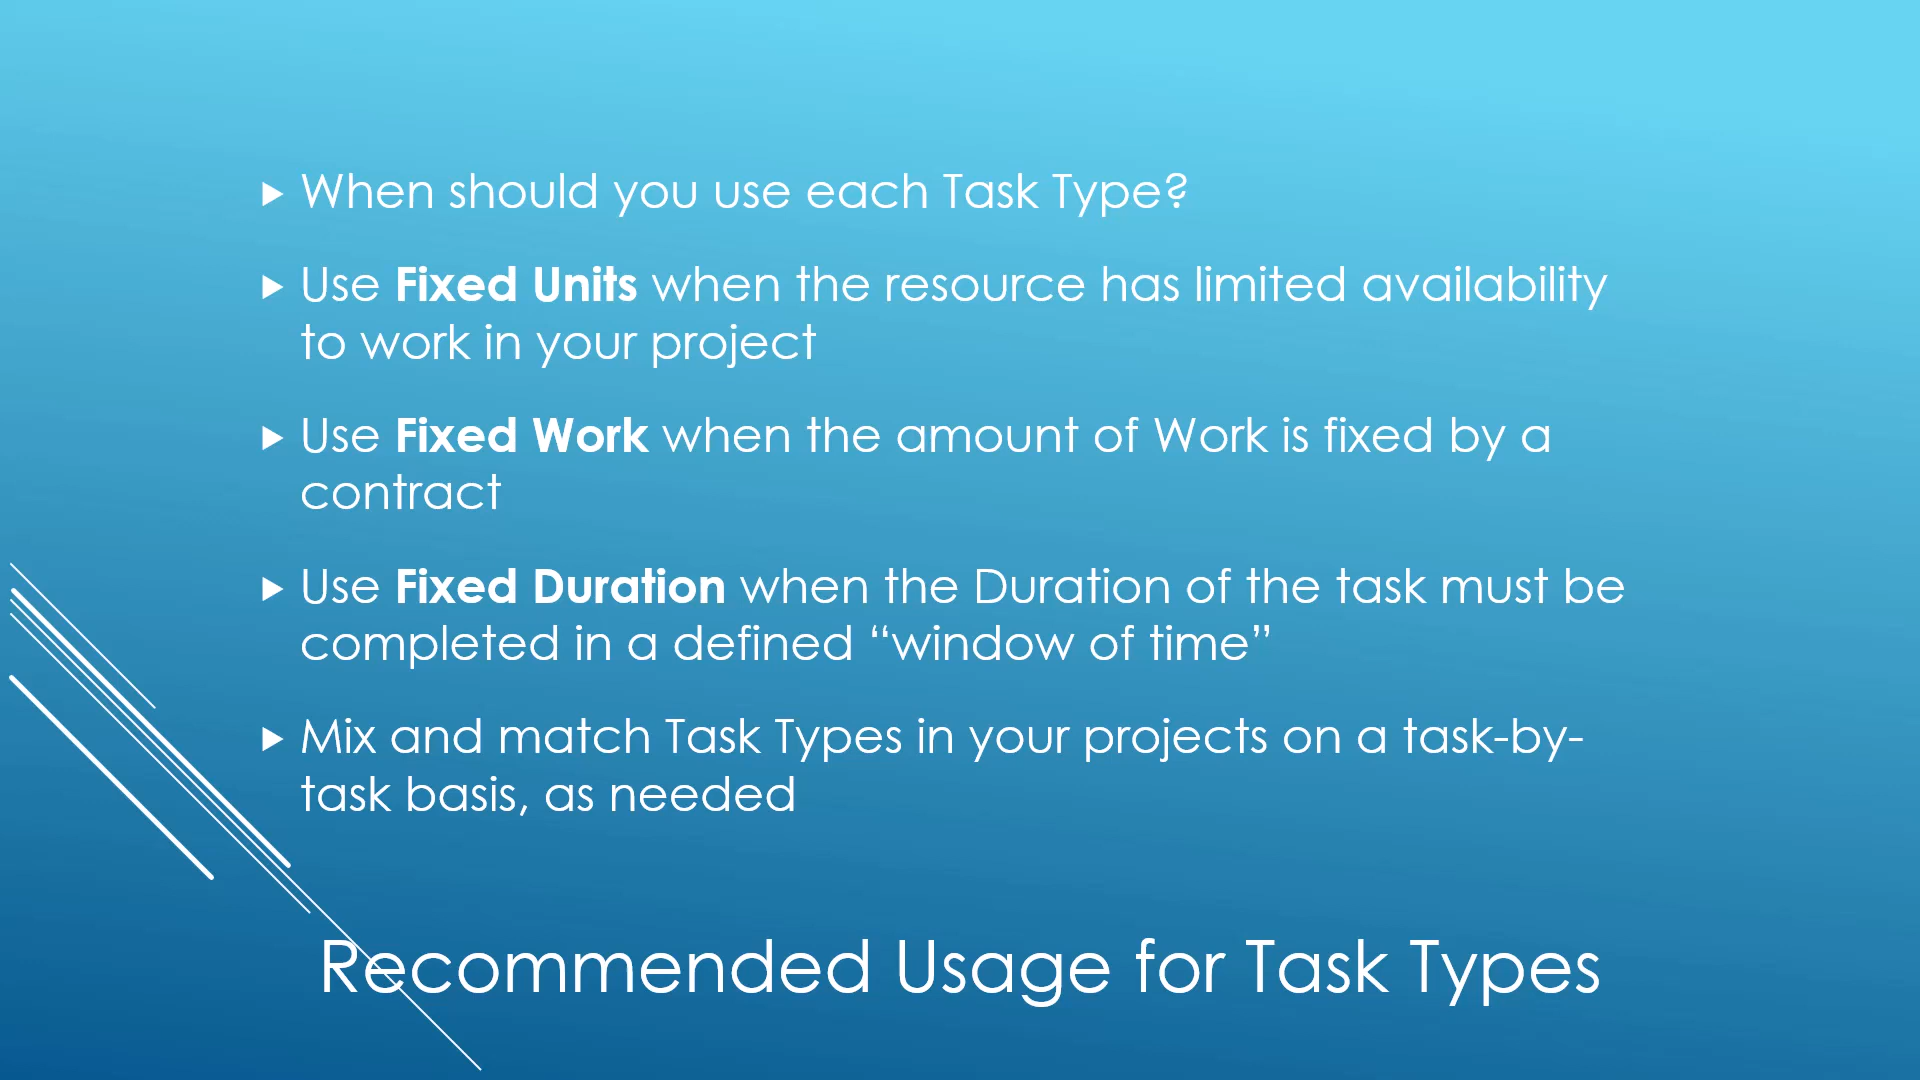 When should you use each Task Type?
Use Fixed Units when the resource has limited availability
to work in your project
Use Fixed Work when the amount of Work is fixed by a
contract
Use Fixed Duration when the Duration of the task must be
completed in a defined “window of time”
Mix and match Task Types in your projects on a task-by-
task basis, as needed
Recommended Usage for Task Types